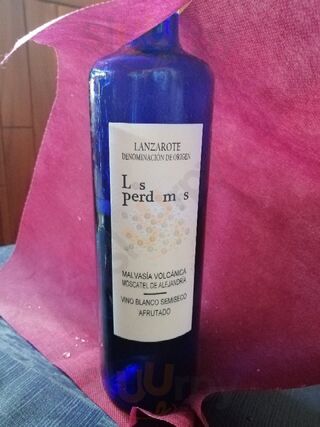 LANZAROTE
DENOMINACIÓN DE ORIGEN
L s
perd m s
MALVASÍA VOLCÁNICA
MOSCATEL DE ALEJANDRÍA
VINO BLANCO SEMISECO
AFRUTADO